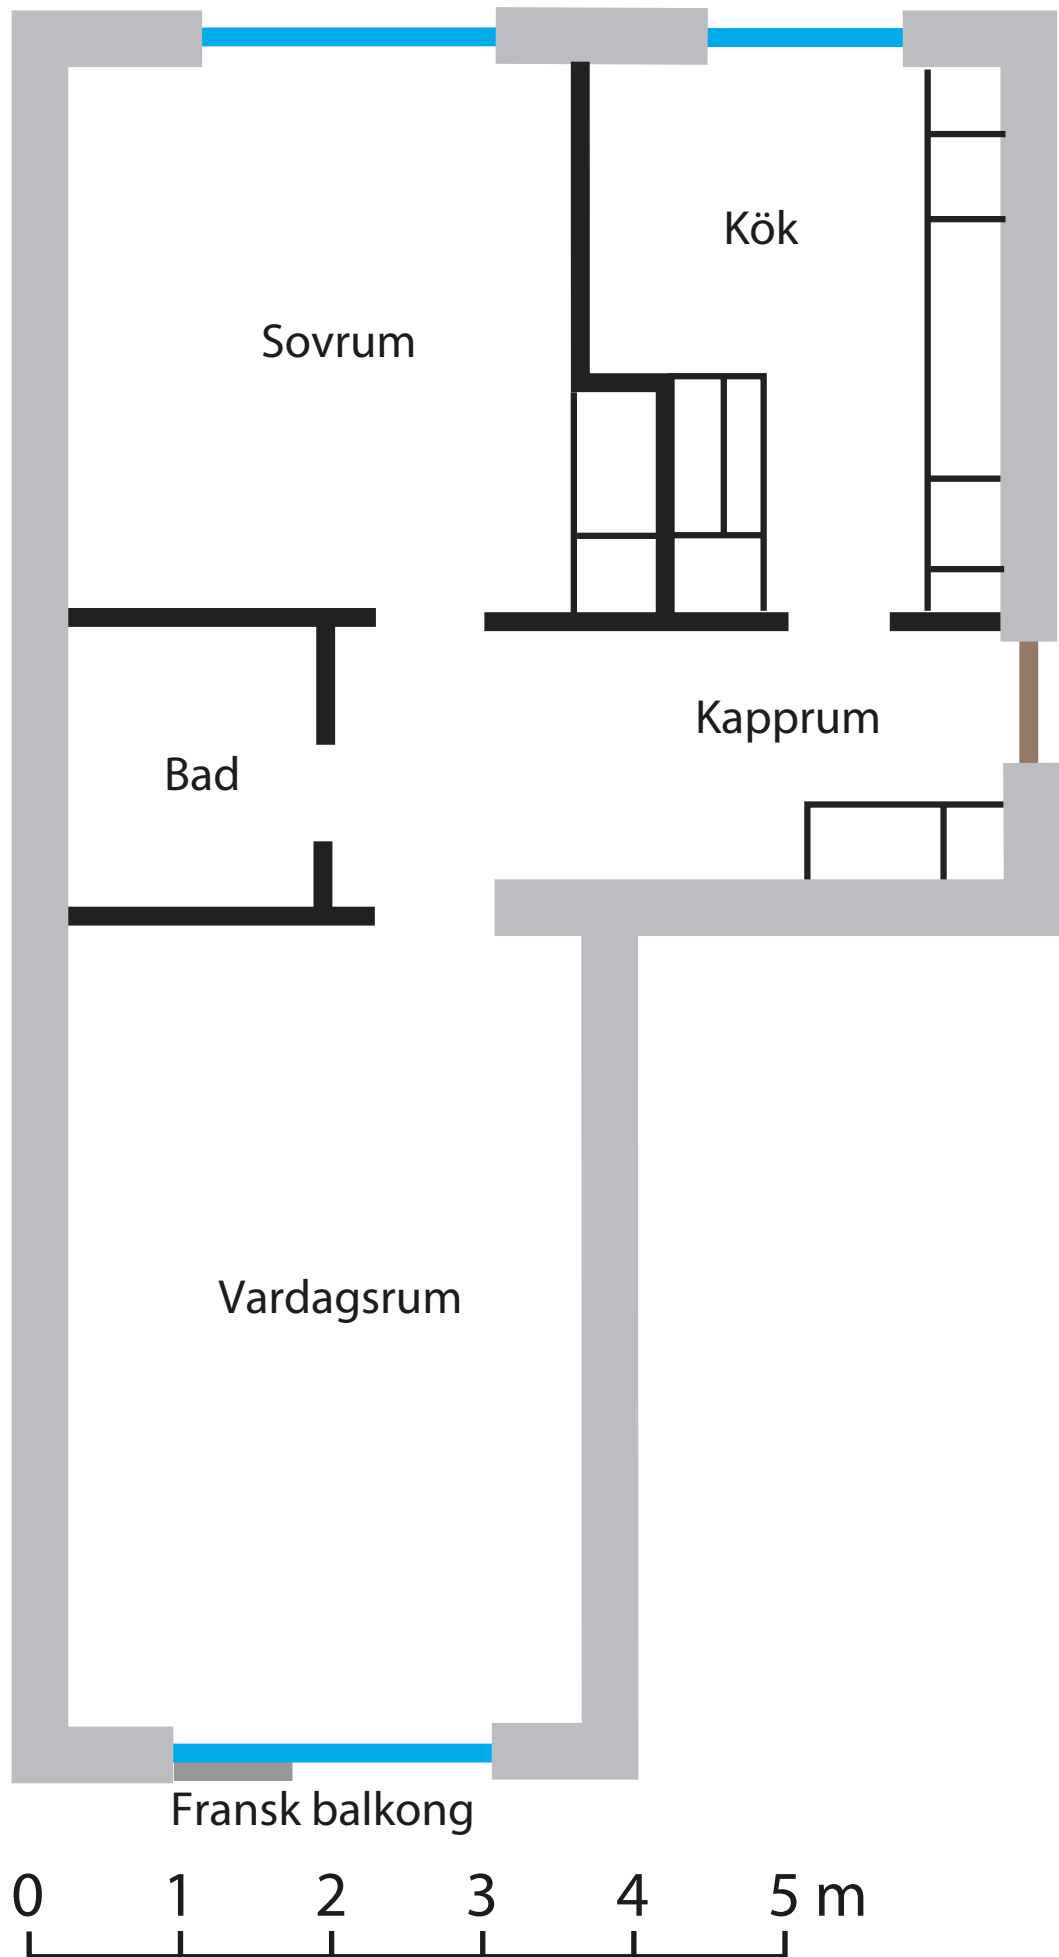 Kök
Sovrum
Kapprum
Bad
Vardagsrum
Fransk balkong
0 1 2 3 4 5 m